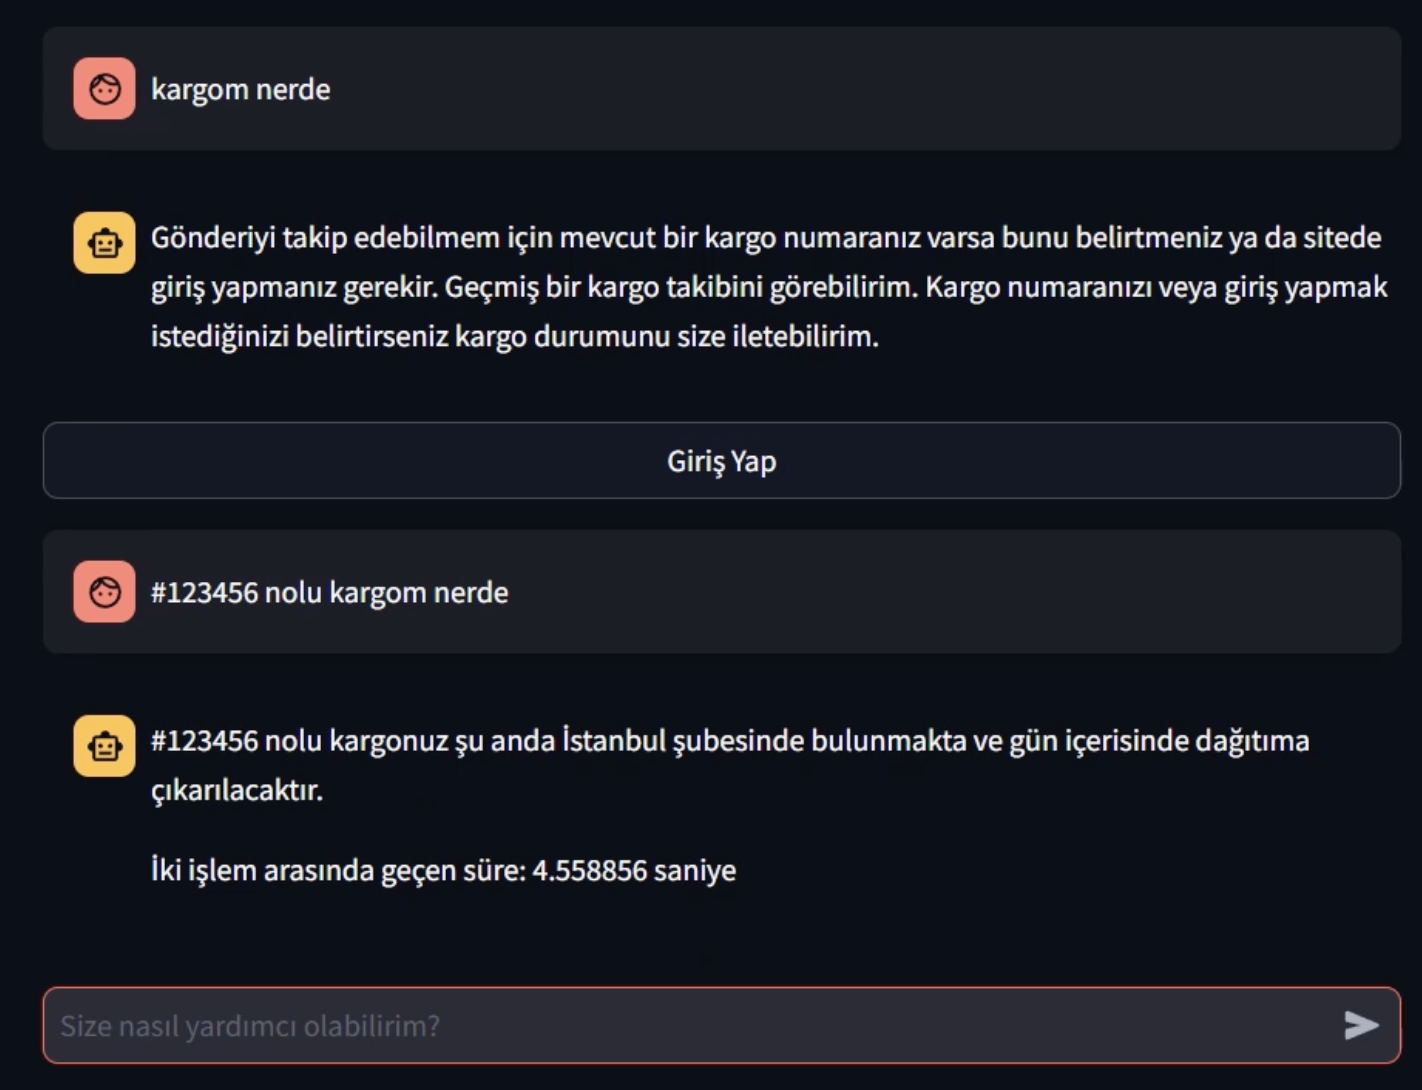 kargom nerde
Gönderiyi takip edebilmem için mevcut bir kargo numaranız varsa bunu belirtmeniz ya da sitede
giriş yapmanız gerekir. Geçmiş bir kargo takibini görebilirim. Kargo numaranızı veya giriş yapmak
istediğinizi belirtirseniz kargo durumunu size iletebilirim.
Giriş Yap
#123456 nolu kargom nerde
#123456 nolu kargonuz şu anda İstanbul şubesinde bulunmakta ve gün içerisinde dağıtıma
çıkarılacaktır.
İki işlem arasında geçen süre: 4.558856 saniye
Size nasıl yardımcı olabilirim?